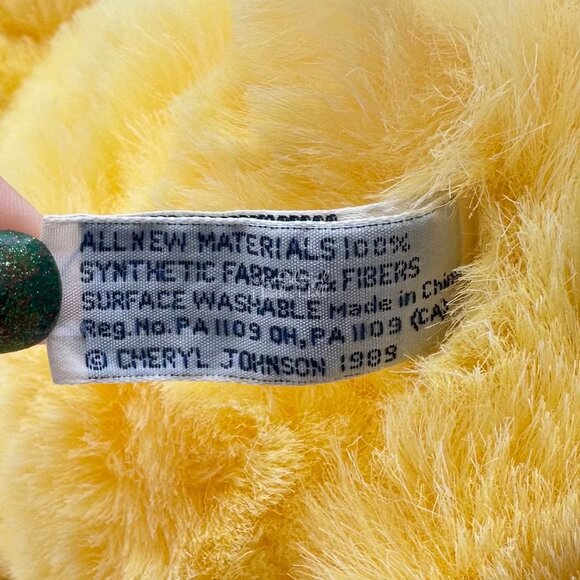 ALL NEW MATERIALS 100%
SYNTHETIC FABRICS & FIBERS
SURFACE WASHABLE Made in China
Reg. No. PA 1109 OH, PA 1109 (CA)
© CHERYL JOHNSON 1988